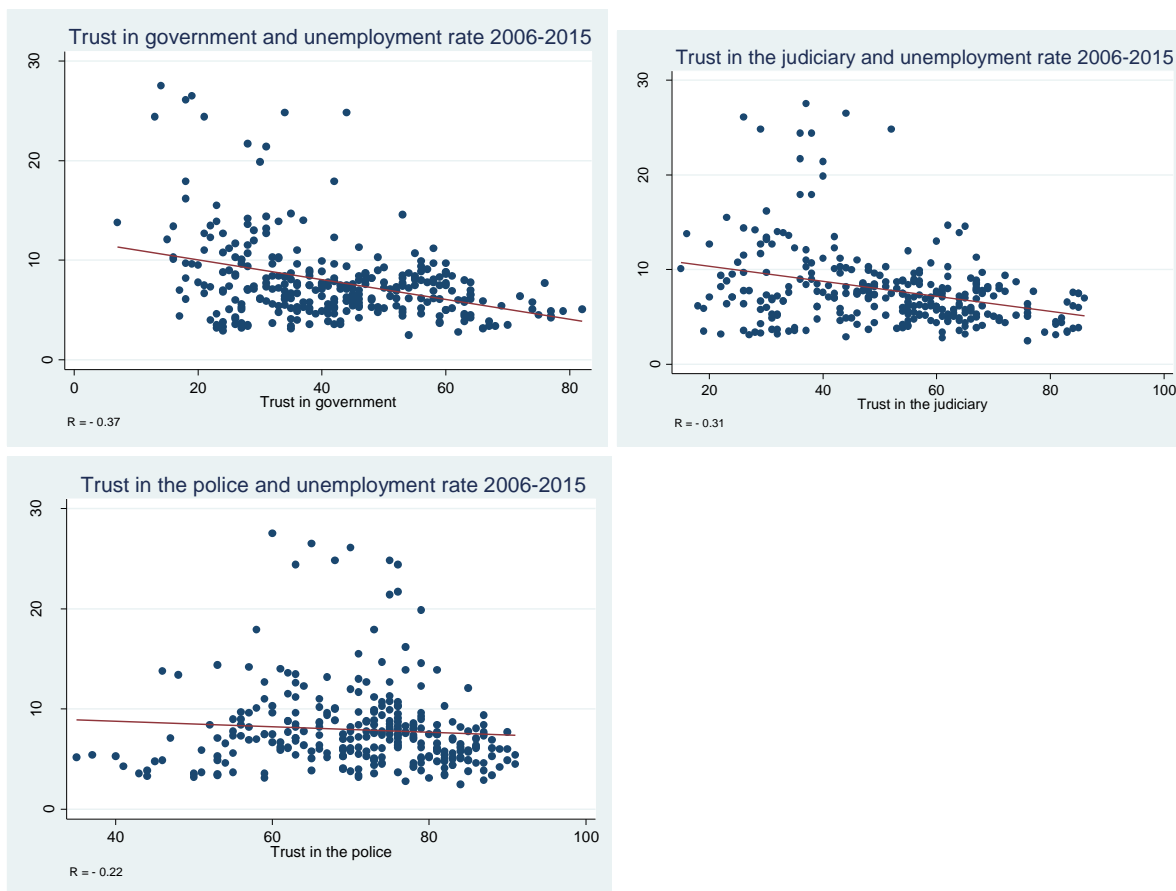 Trust in government and unemployment rate 2006-2015
30
20
10
0
0 20 40 60 80
Trust in government
R = - 0.37
Trust in the judiciary and unemployment rate 2006-2015
30
20
10
0
20 40 60 80 100
Trust in the judiciary
R = - 0.31
Trust in the police and unemployment rate 2006-2015
30
20
10
0
40 60 80 100
Trust in the police
R = - 0.22